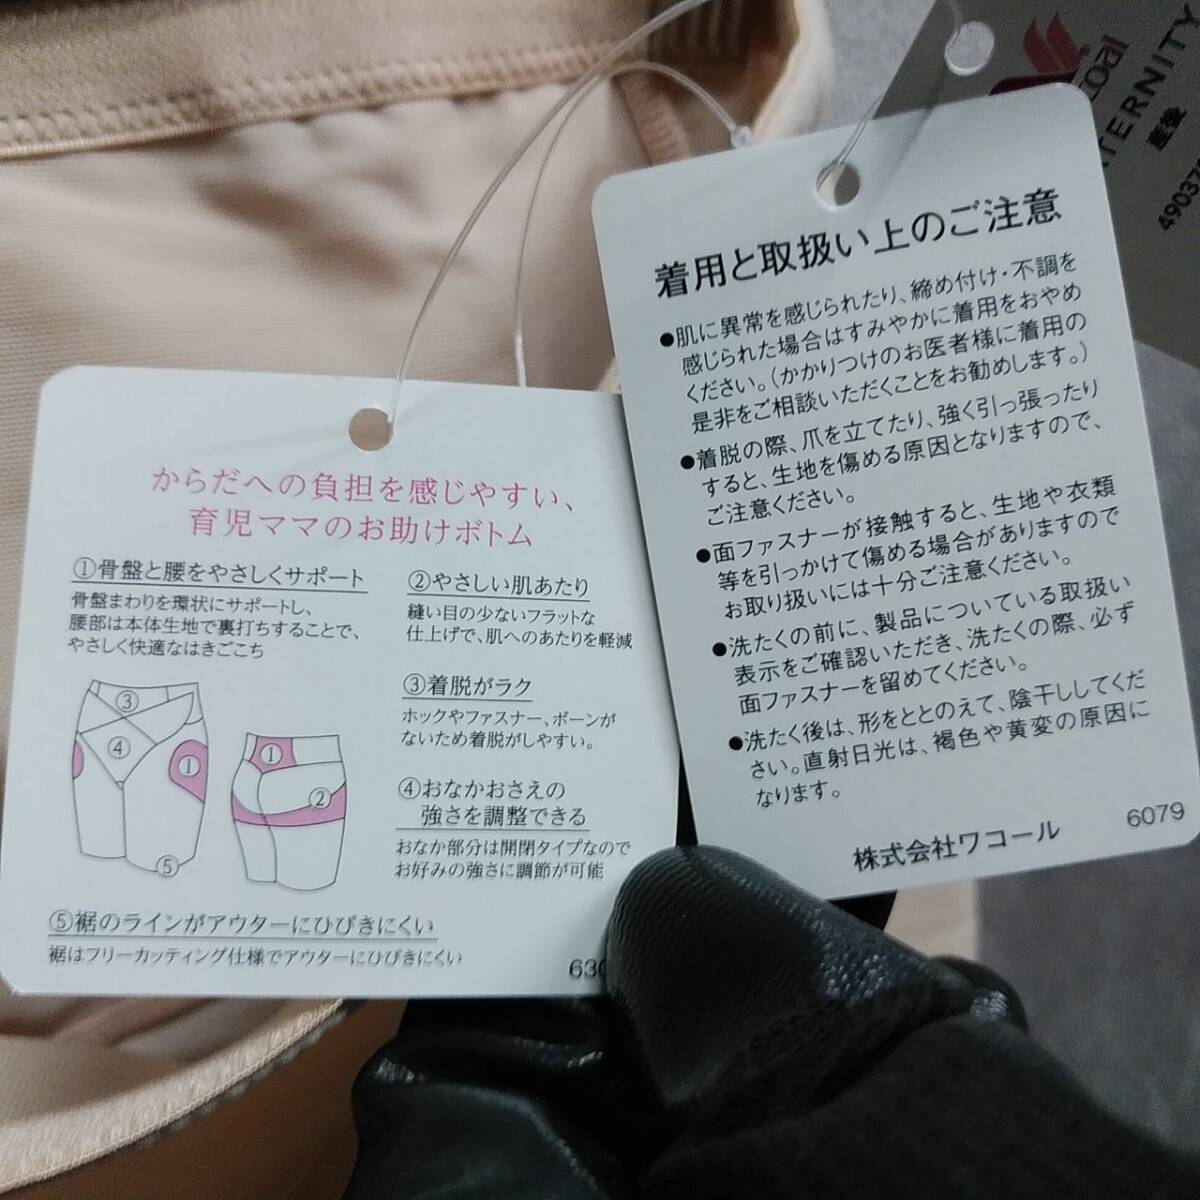 からだへの負担を感じやすい、
育児ママのお助けボトム
①骨盤と腰をやさしくサポート
骨盤まわりを環状にサポートし、
腰部は本体生地で裏打ちすることで、
やさしく快適なはきごこち
②やさしい肌あたり
縫い目の少ないフラットな
仕上げで、肌へのあたりを軽減
③着脱がラク
ホックやファスナー、ボーンが
ないため着脱がしやすい。
④おなかおさえの
強さを調整できる
おなか部分は開閉タイプなので
お好みの強さに調節が可能
③
④
①
⑤
①
②
⑤裾のラインがアウターにひびきにくい
裾はフリーカッティング仕様でアウターにひびきにくい
630
着用と取扱い上のご注意
●肌に異常を感じられたり、締め付け・不調を
感じられた場合はすみやかに着用をおやめ
ください。(かかりつけのお医者様に着用の
是非をご相談いただくことをお勧めします。)
●着脱の際、爪を立てたり、強く引っ張ったり
すると、生地を傷める原因となりますので、
ご注意ください。
●面ファスナーが接触すると、生地や衣類
等を引っかけて傷める場合がありますので
お取り扱いには十分ご注意ください。
●洗たくの前に、製品についている取扱い
表示をご確認いただき、洗たくの際、必ず
面ファスナーを留めてください。
●洗たく後は、形をととのえて、陰干ししてくだ
さい。直射日光は、褐色や黄変の原因に
なります。
株式会社ワコール
6079
coal
TERNITY
産後
49037